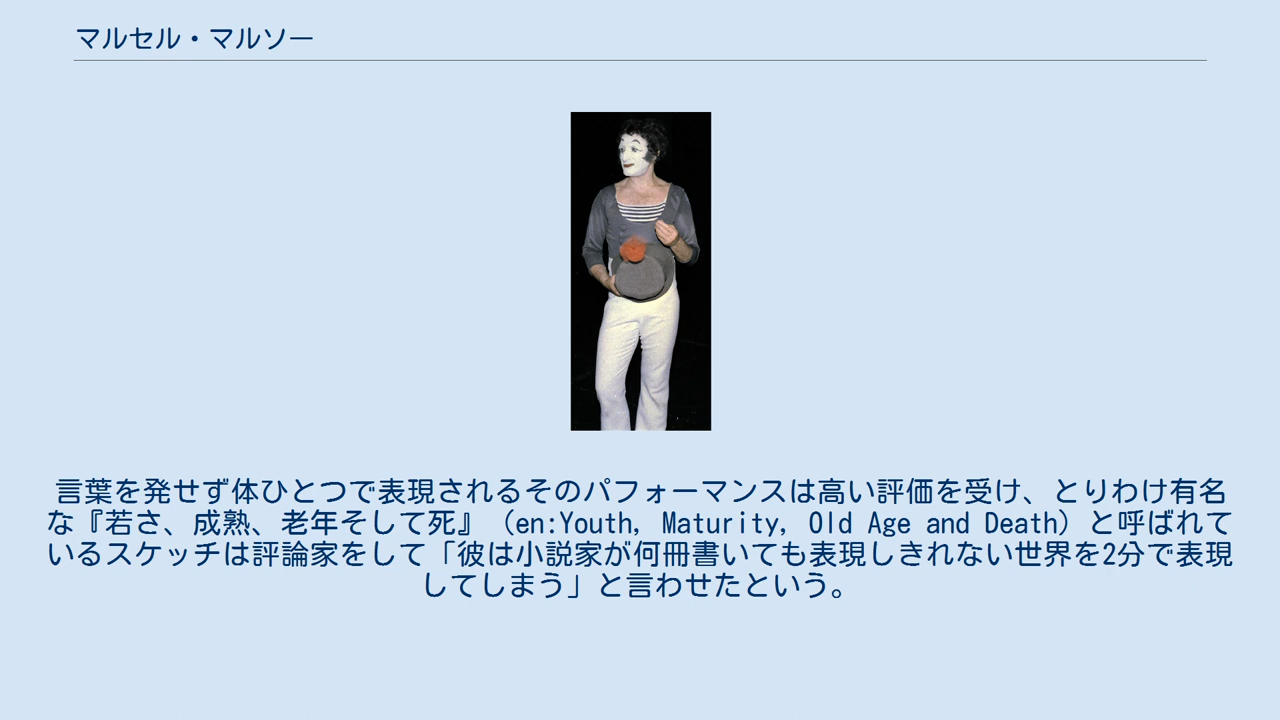 マルセル・マルソー
言葉を発せず体ひとつで表現されるそのパフォーマンスは高い評価を受け、とりわけ有名
な『若さ、成熟、老年そして死』（en:Youth, Maturity, Old Age and Death）と呼ばれて
いるスケッチは評論家をして「彼は小説家が何冊書いても表現しきれない世界を2分で表現
してしまう」と言わせたという。